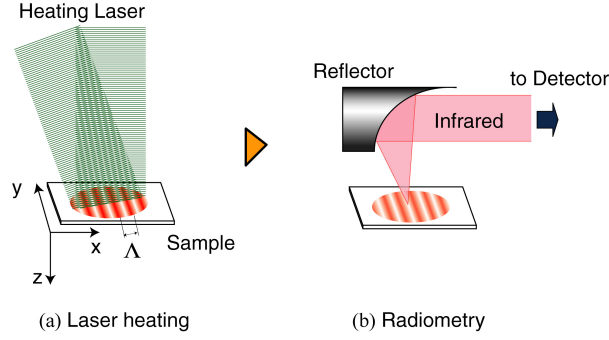 Heating Laser
y
x
z
Λ
Sample
(a) Laser heating
Reflector
to Detector
Infrared
(b) Radiometry